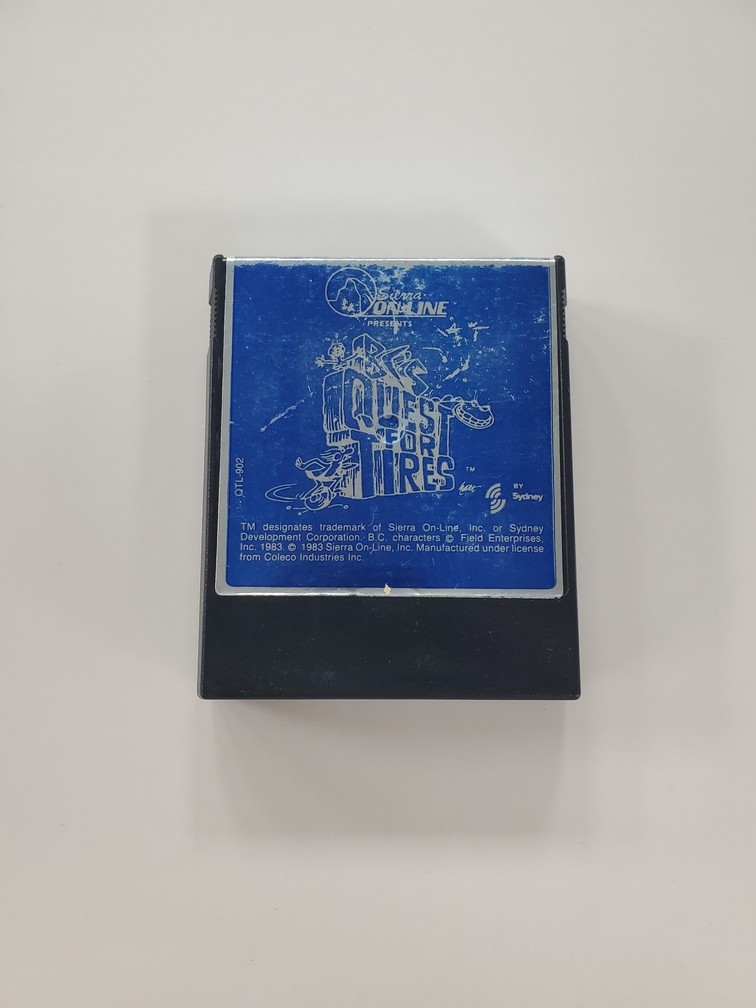 Sierra
ON-LINE
PRESENTS
B.C.'s
QUEST
FOR
TIRES ™
BY
Sydney
OTL-902
TM designates trademark of Sierra On-Line, Inc. or Sydney
Development Corporation. B.C. characters © Field Enterprises,
Inc. 1983. © 1983 Sierra On-Line, Inc. Manufactured under license
from Coleco Industries Inc.